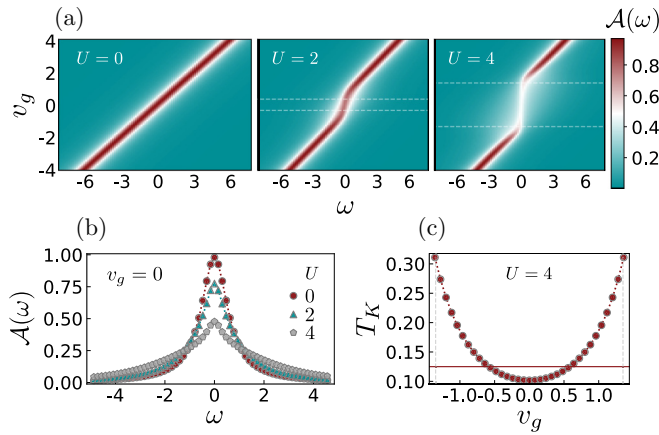 (a)
𝒜(ω)
U = 0
U = 2
U = 4
v_g
4
2
0
-2
-4
-6 -3 0 3 6
-6 -3 0 3 6
-6 -3 0 3 6
ω
0.8
0.6
0.4
0.2
(b)
v_g = 0
U
0
2
4
𝒜(ω)
1.00
0.75
0.50
0.25
0.00
-4 -2 0 2 4
ω
(c)
U = 4
T_K
0.30
0.25
0.20
0.15
0.10
-1.0 -0.5 0.0 0.5 1.0
v_g